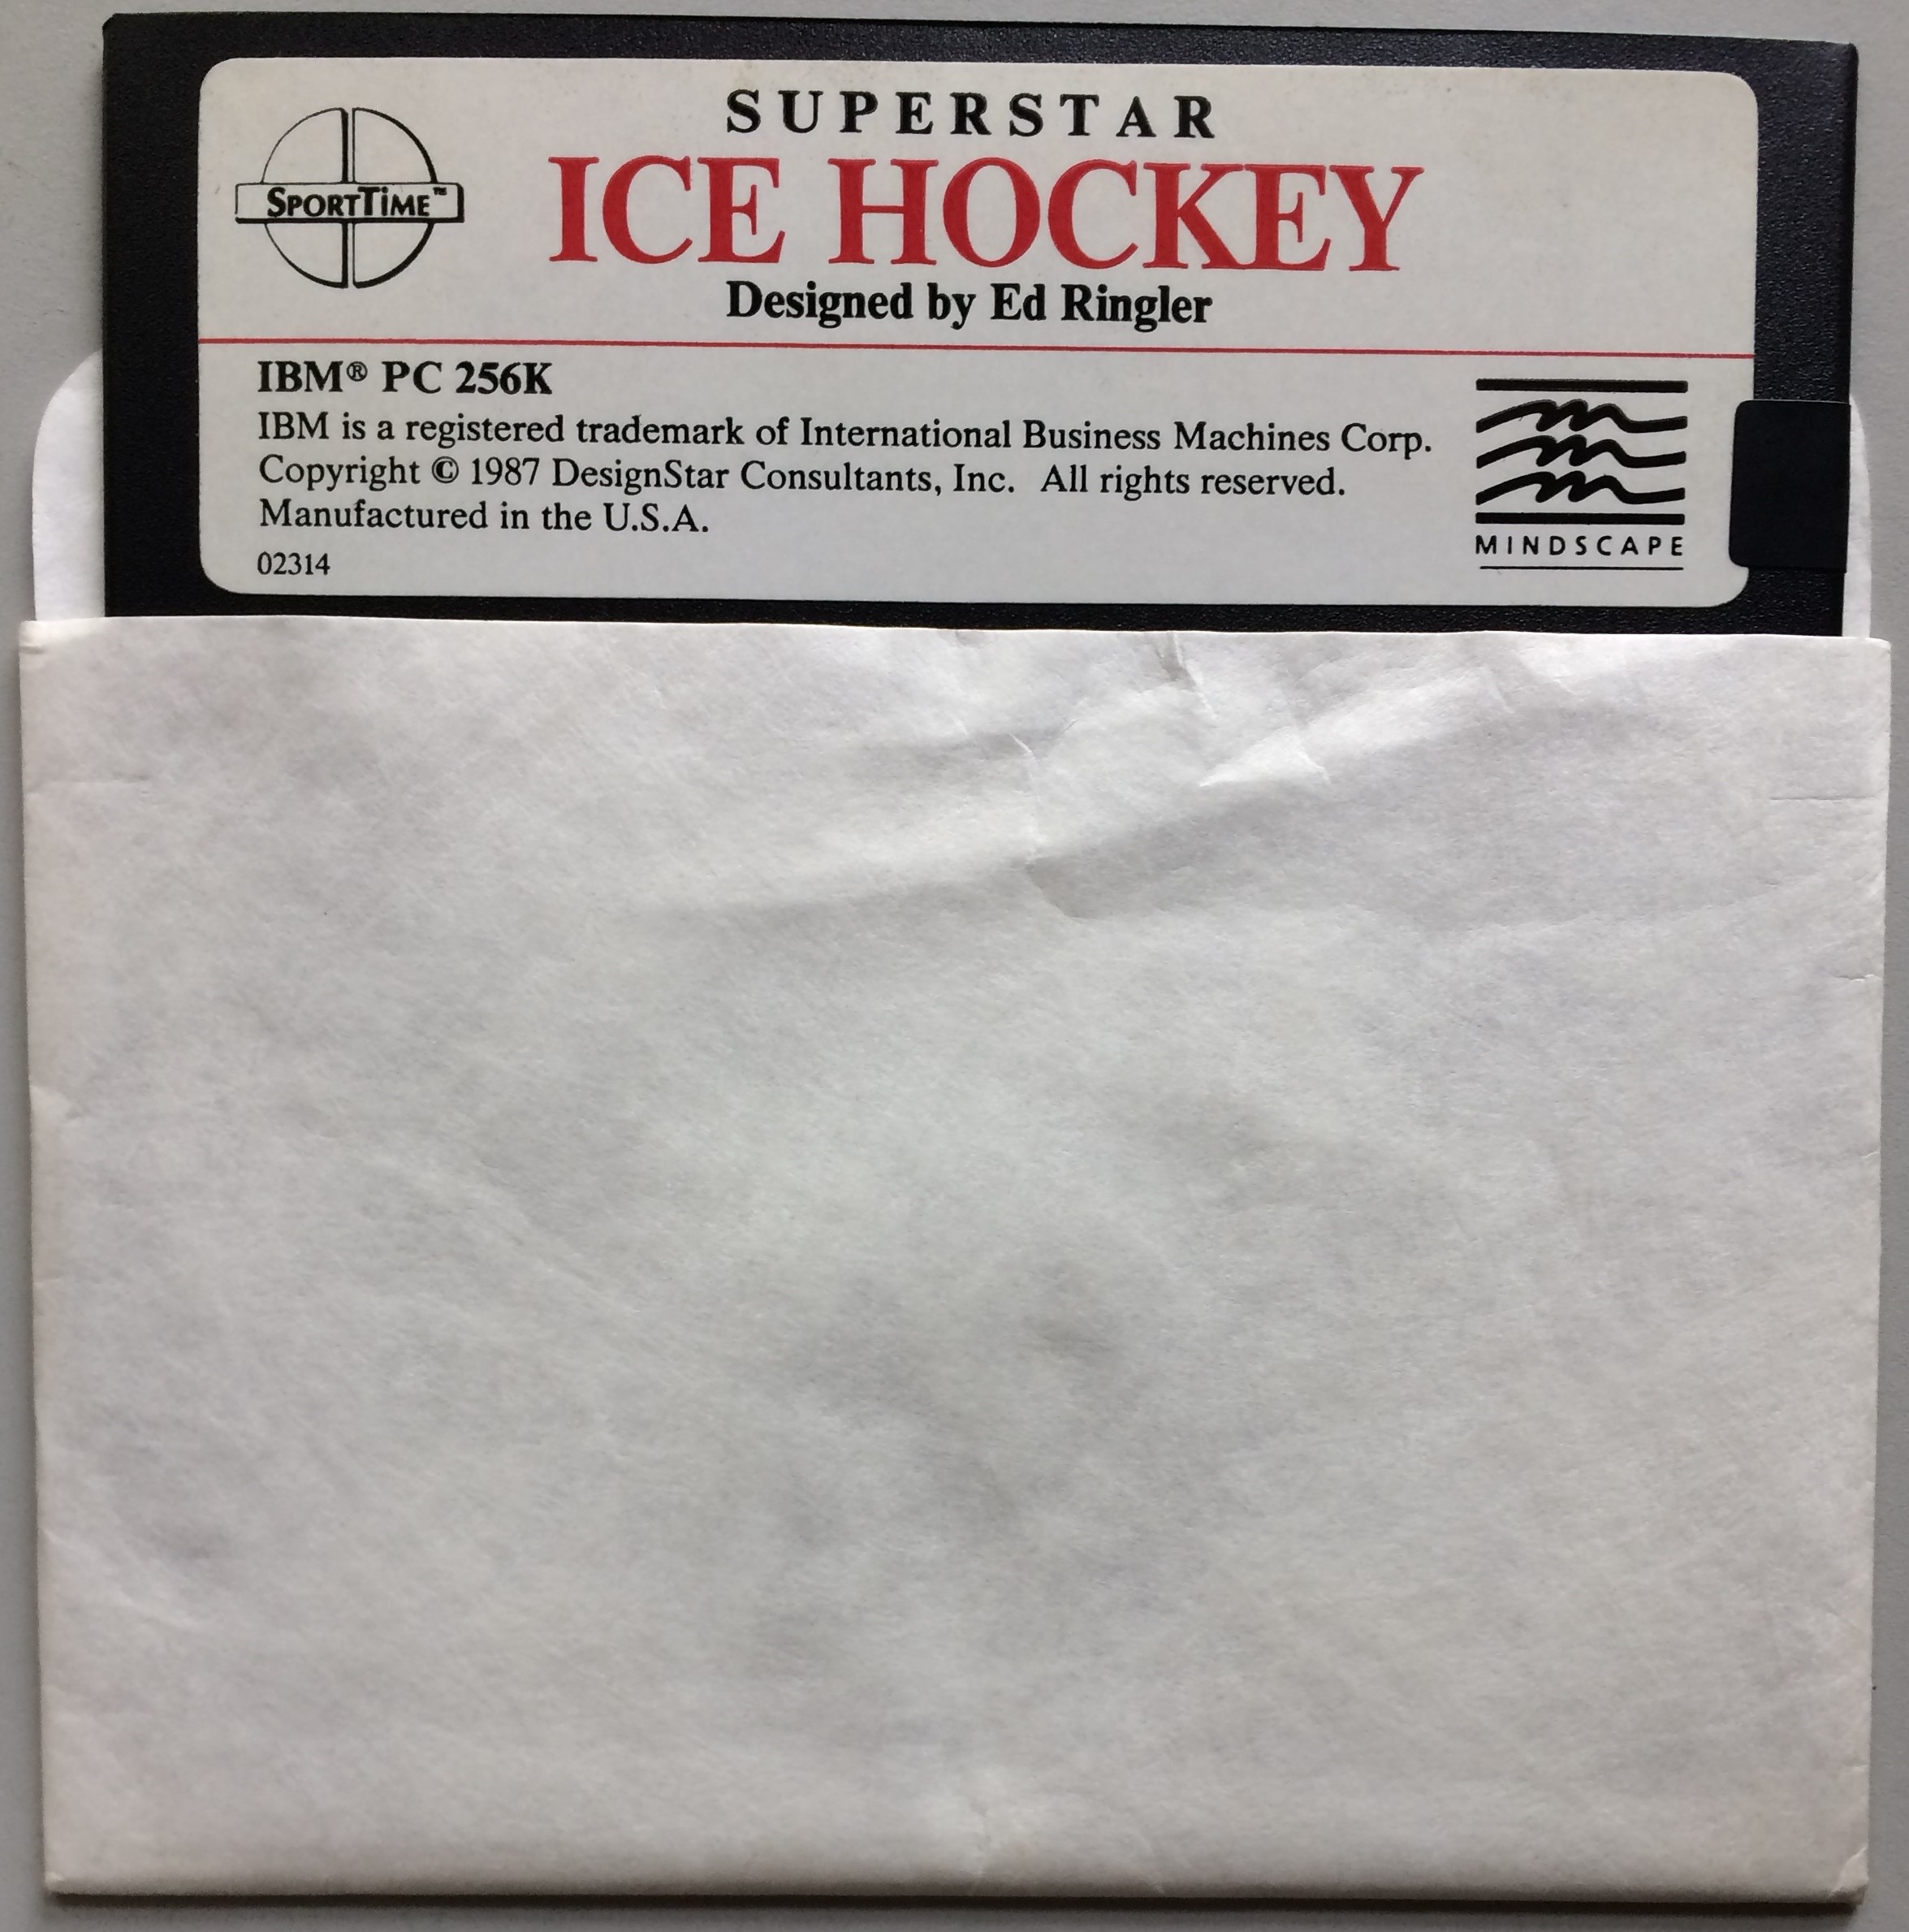 SUPERSTAR
ICE HOCKEY
Designed by Ed Ringler
SPORTTIME™
IBM® PC 256K
IBM is a registered trademark of International Business Machines Corp.
Copyright © 1987 DesignStar Consultants, Inc. All rights reserved.
Manufactured in the U.S.A.
02314
MINDSCAPE